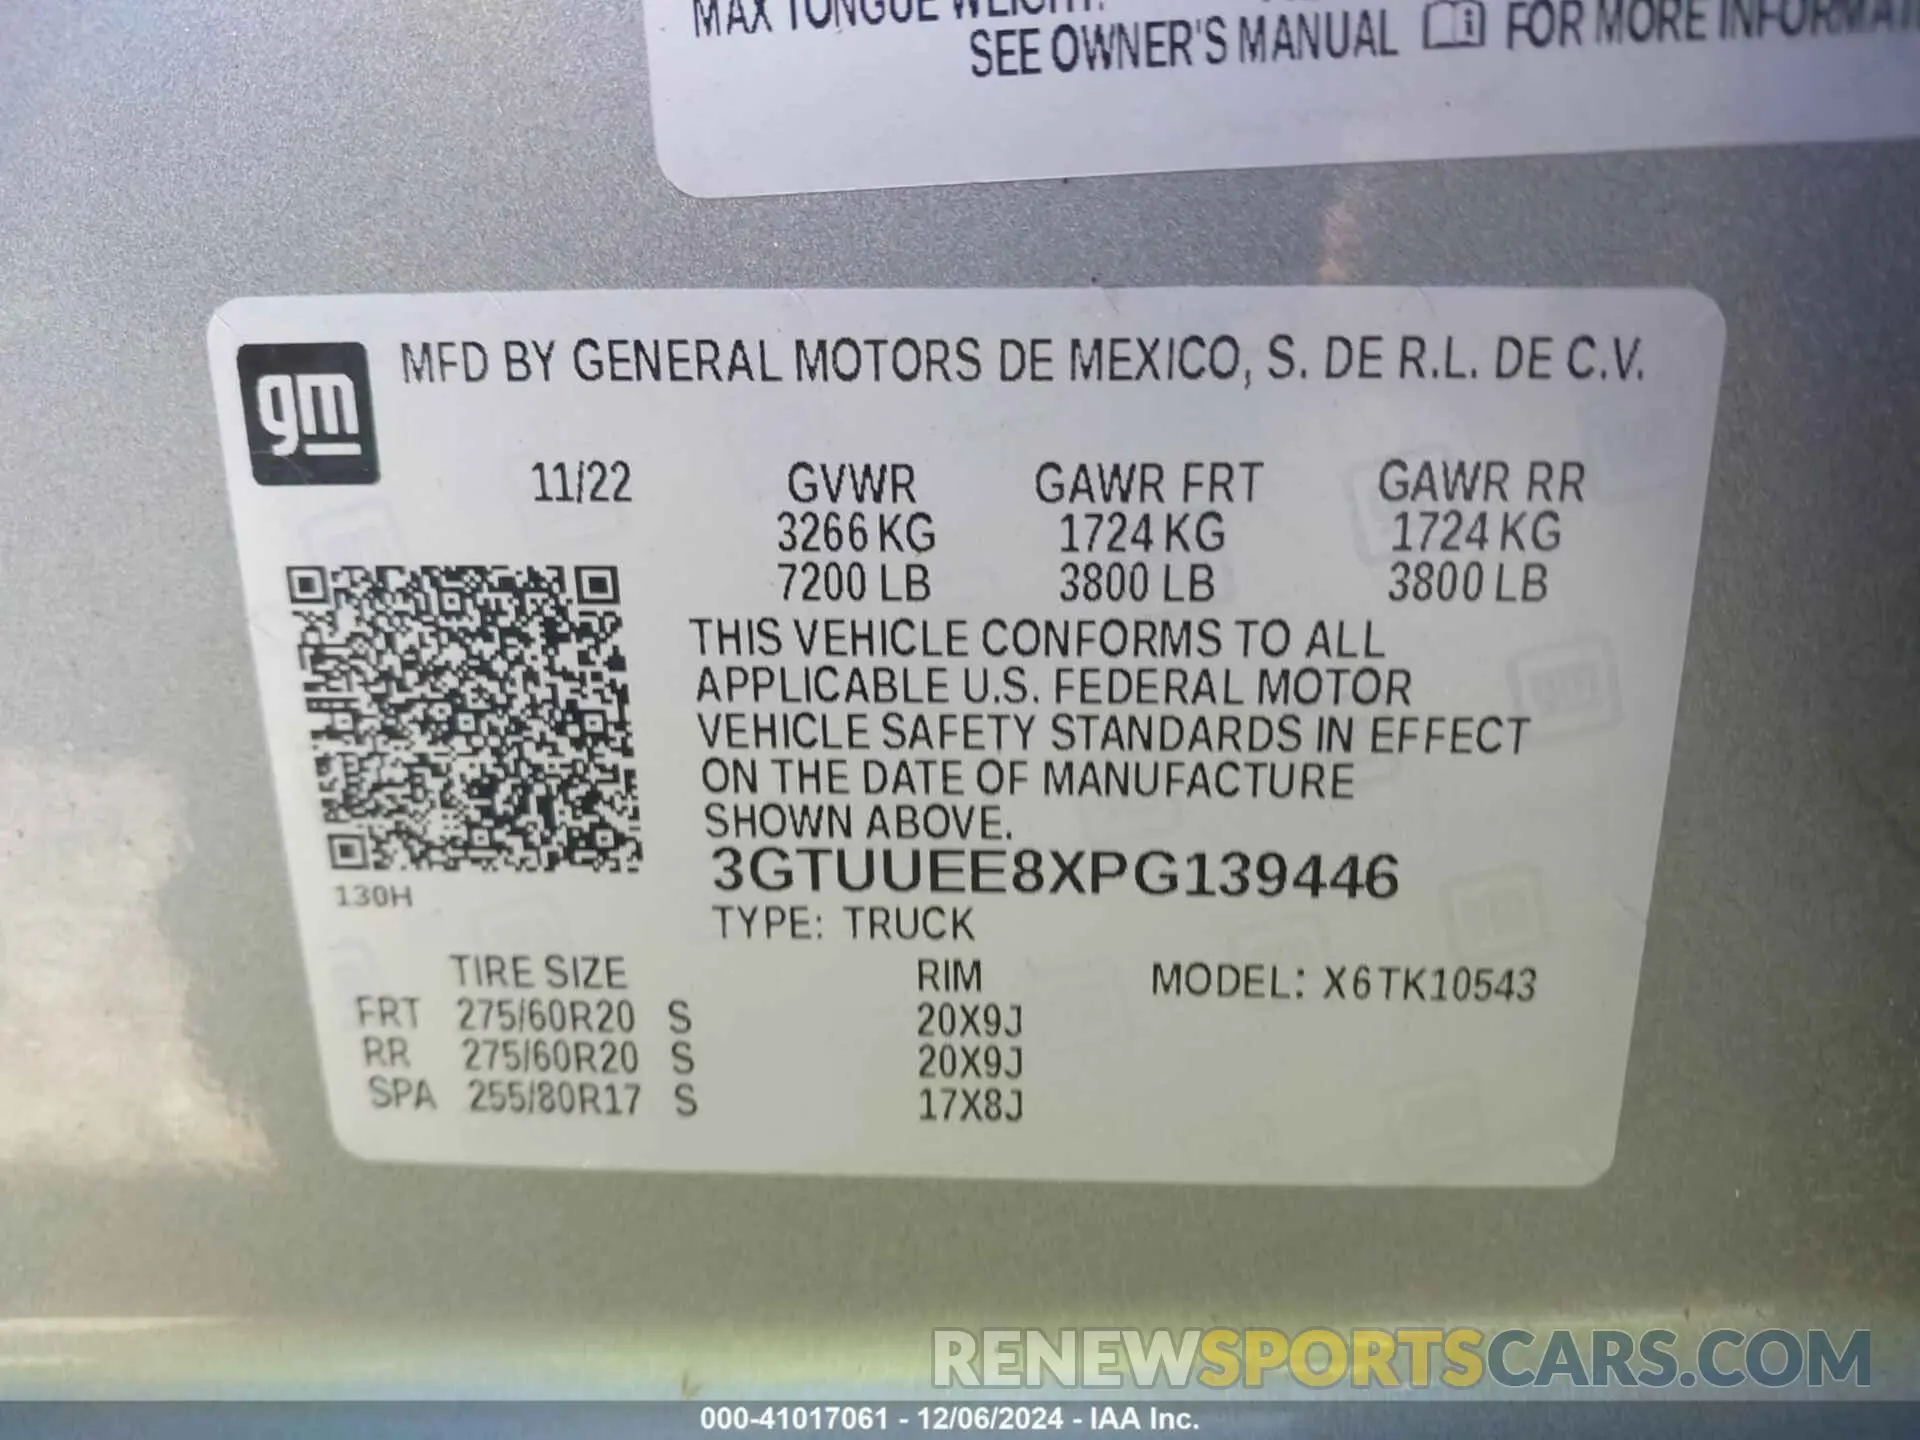 MAX TONGUE WEIGHT:
SEE OWNER'S MANUAL FOR MORE
gm
MFD BY GENERAL MOTORS DE MEXICO, S. DE R.L. DE C.V.
11/22 GVWR GAWR FRT GAWR RR
3266 KG 1724 KG 1724 KG
7200 LB 3800 LB 3800 LB
THIS VEHICLE CONFORMS TO ALL
APPLICABLE U.S. FEDERAL MOTOR
VEHICLE SAFETY STANDARDS IN EFFECT
ON THE DATE OF MANUFACTURE
SHOWN ABOVE.
3GTUUEE8XPG139446
130H
TYPE: TRUCK
TIRE SIZE RIM MODEL: X6TK10543
FRT 275/60R20 S 20X9J
RR 275/60R20 S 20X9J
SPA 255/80R17 S 17X8J
RENEWSPORTSCARS.COM
000-41017061 - 12/06/2024 - IAA Inc.